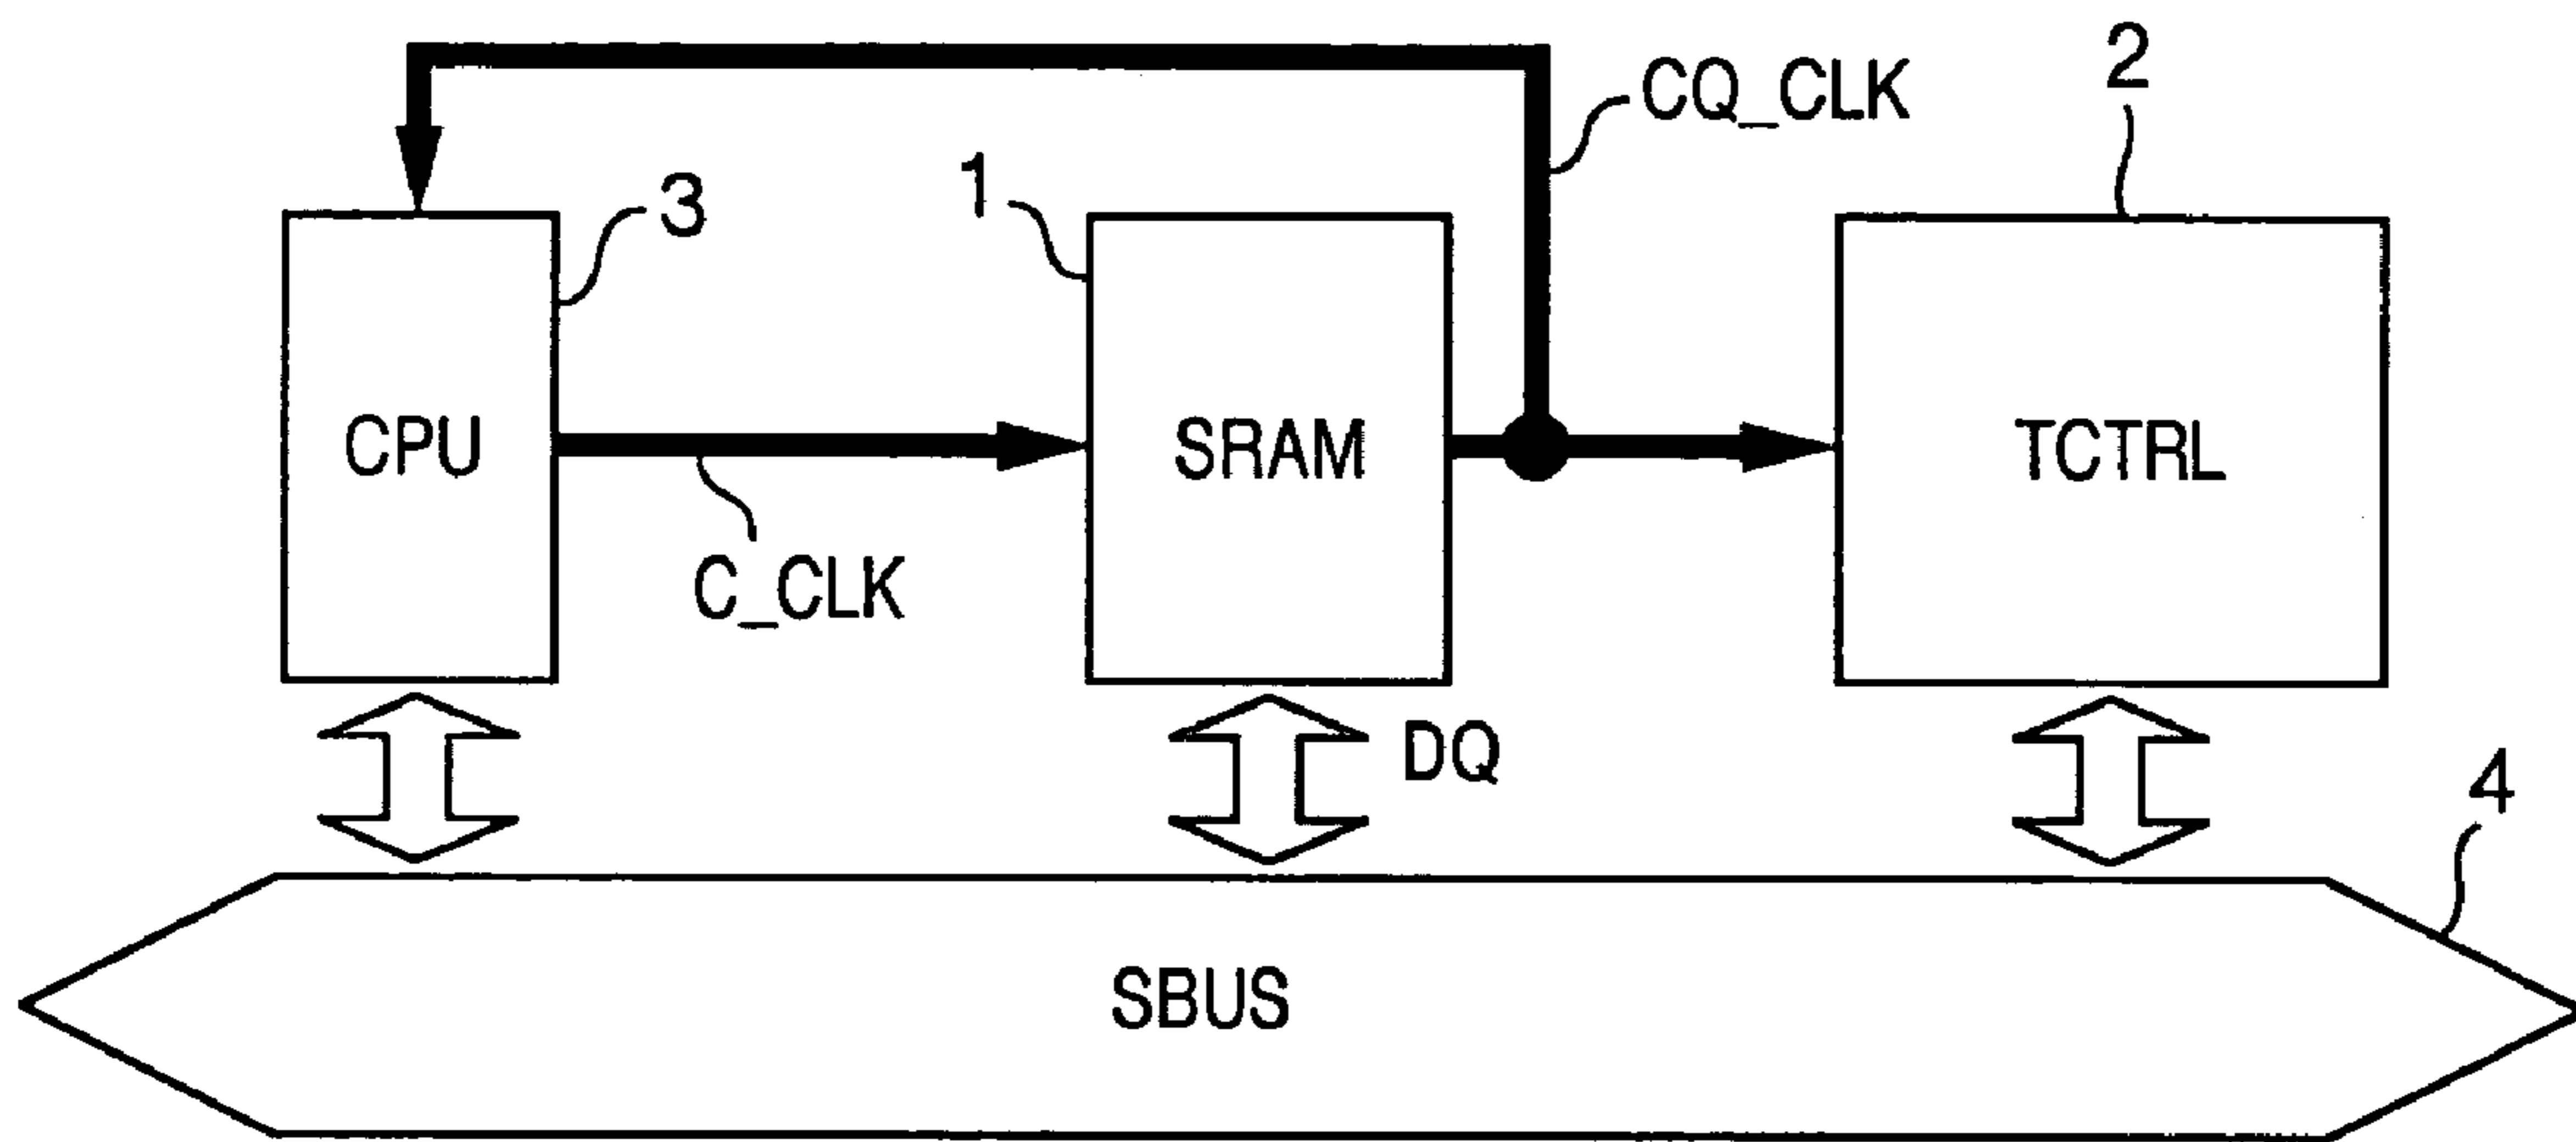 2
CQ_CLK
1
3
CPU
SRAM
TCTRL
C_CLK
DQ
4
SBUS